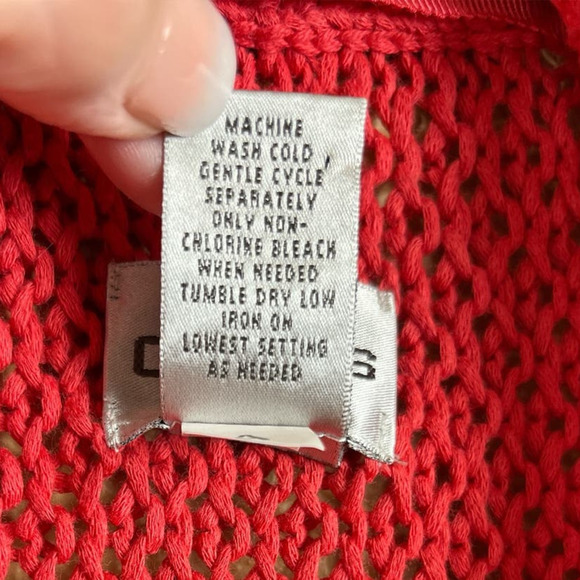 MACHINE
WASH COLD,
GENTLE CYCLE
SEPARATELY
ONLY NON-
CHLORINE BLEACH
WHEN NEEDED
TUMBLE DRY LOW
IRON ON
LOWEST SETTING
AS NEEDED